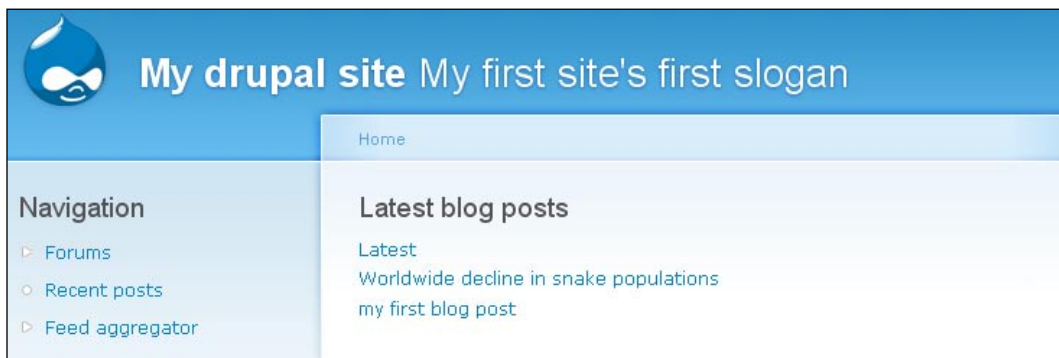 My drupal site My first site's first slogan
Home
Navigation
Forums
Recent posts
Feed aggregator
Latest blog posts
Latest
Worldwide decline in snake populations
my first blog post